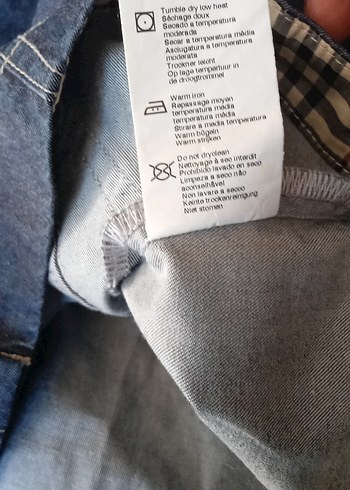 Tumble dry low heat
Séchage doux
Secado a temperatura
moderada
Secar a temperatura média
Asciugatura a temperatura
moderata
Trockner leicht
Op lage tempertuur in
de droogtrommel
Warm iron
Repassage moyen
temperatura média
temperatura média
Stirare a media temperatura
Warm bügeln
Warm strijken
Do not dryclean
Nettoyage à sec interdit
Prohibido lavado en seco
Limpeza a seco não
aconselhável
Non lavare a secco
Keinte trockenreinigung
Niet stomen